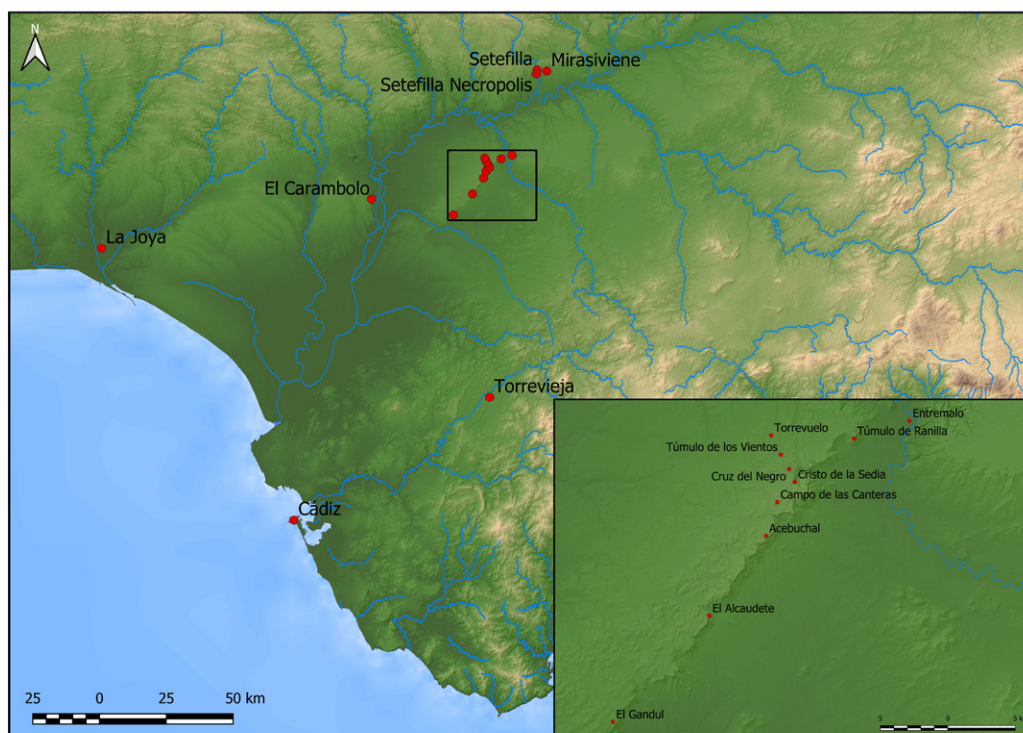 N
Setefilla
Mirasiviene
Setefilla Necropolis
El Carambolo
La Joya
Torrevieja
Cádiz
25 0 25 50 km
Entremalo
Torrevuelo
Túmulo de Ranilla
Túmulo de los Vientos
Cruz del Negro
Cristo de la Sedia
Campo de las Canteras
Acebuchal
El Alcaudete
El Gandul
5 0 5